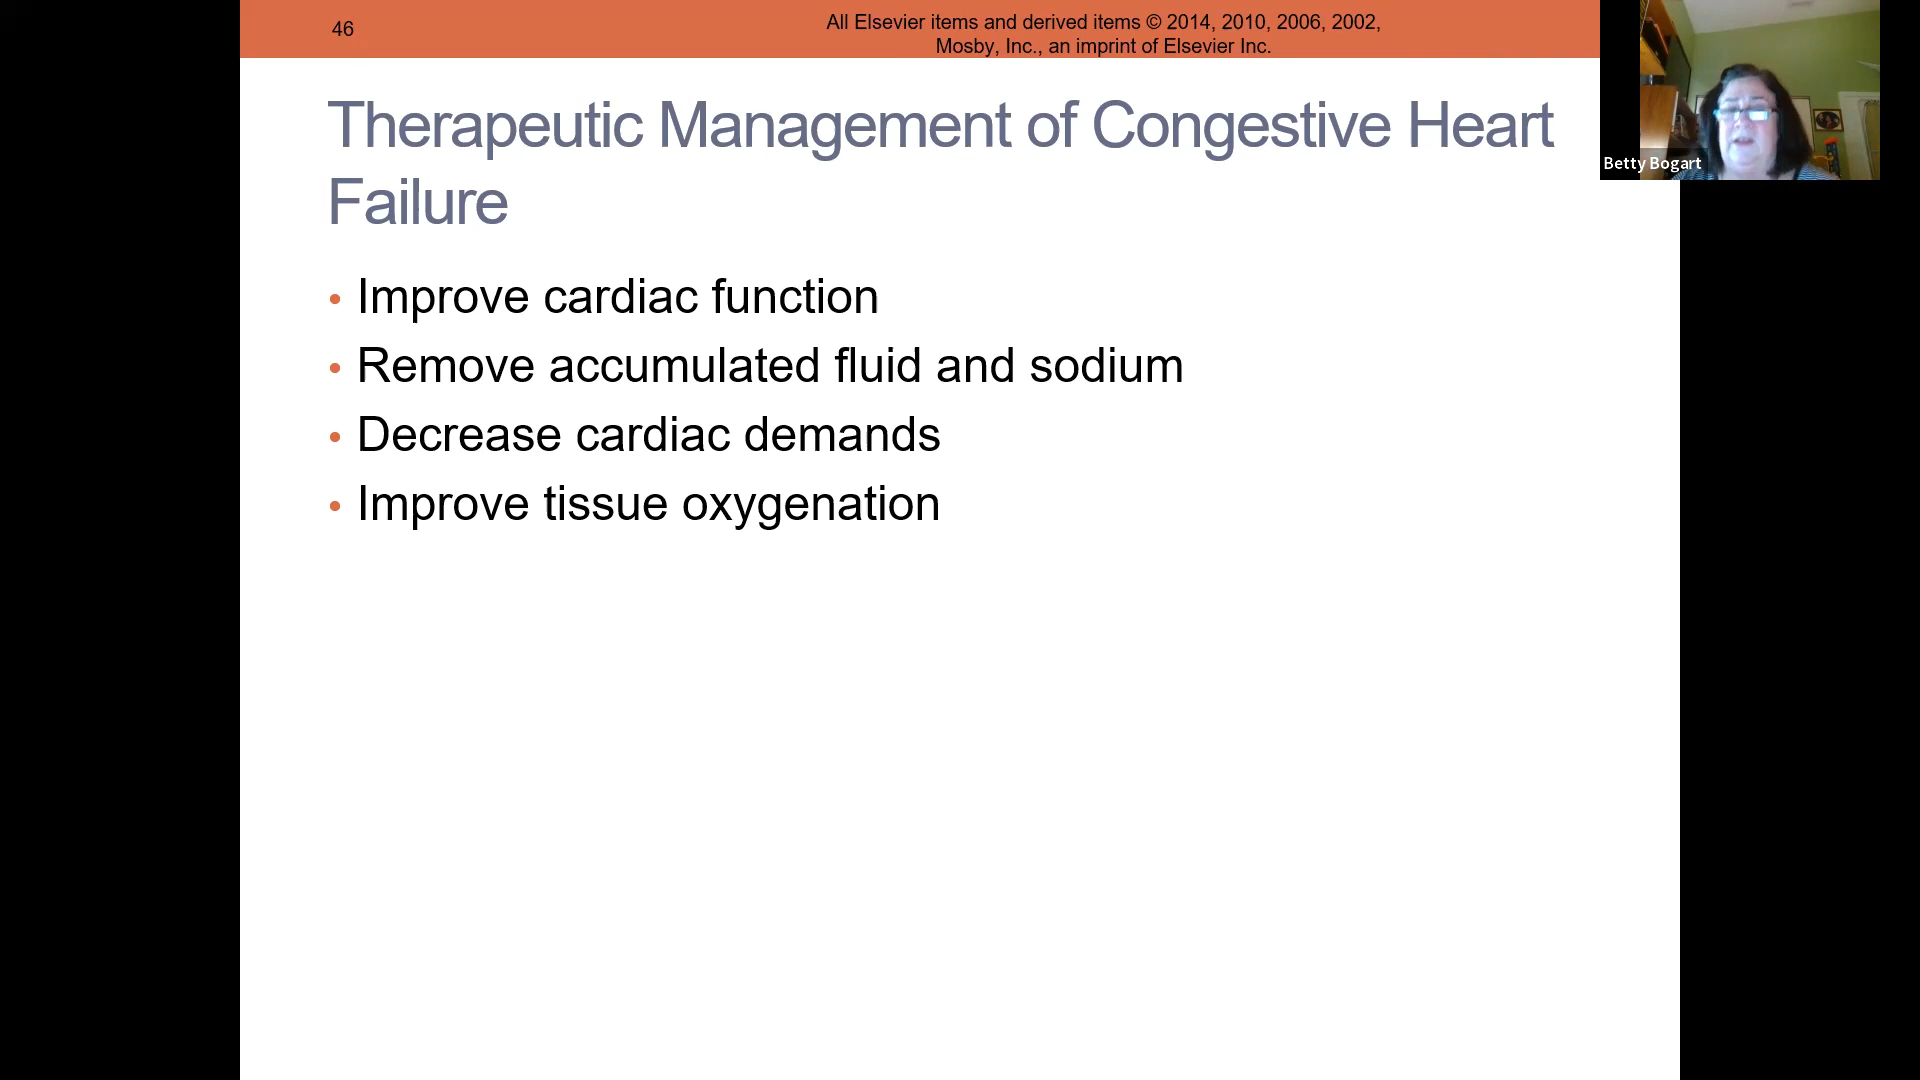 46
All Elsevier items and derived items © 2014, 2010, 2006, 2002,
Mosby, Inc., an imprint of Elsevier Inc.
Therapeutic Management of Congestive Heart
Failure
• Improve cardiac function
• Remove accumulated fluid and sodium
• Decrease cardiac demands
• Improve tissue oxygenation
Betty Bogart